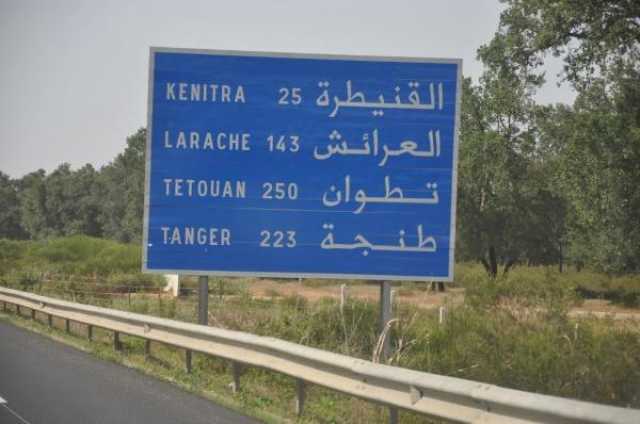 KENITRA 25 القنيطرة
LARACHE 143 العرائش
TETOUAN 250 تطوان
TANGER 223 طنجة